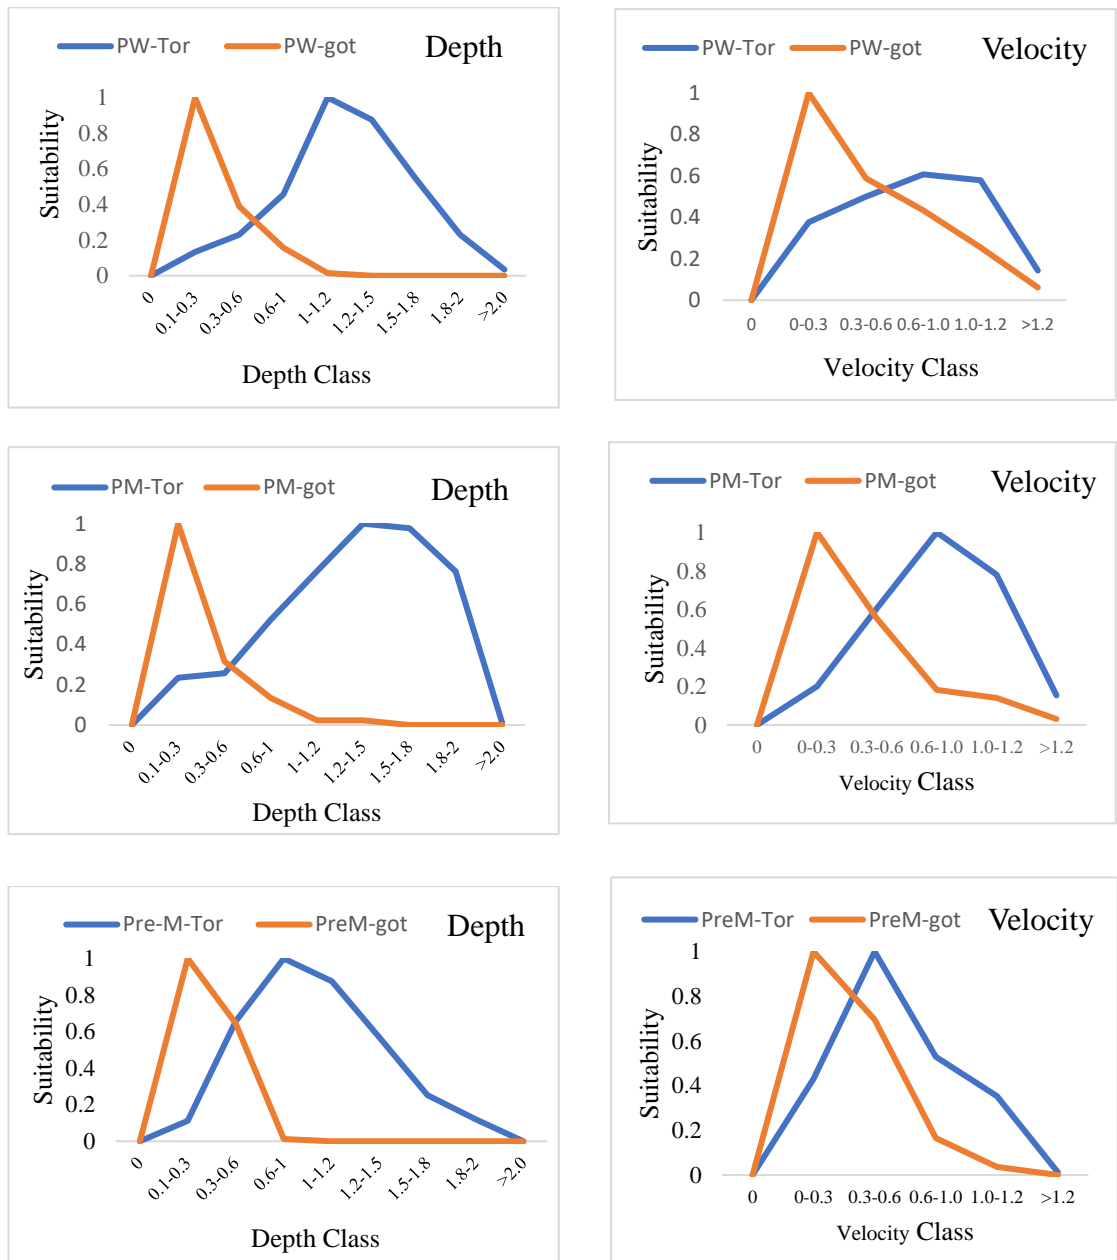 PW-Tor PW-got Depth
Suitability
1
0.8
0.6
0.4
0.2
0
0 0.1-0.3 0.3-0.6 0.6-1 1-1.2 1.2-1.5 1.5-1.8 1.8-2 >2.0
Depth Class
PW-Tor PW-got Velocity
Suitability
1
0.8
0.6
0.4
0.2
0
0 0-0.3 0.3-0.6 0.6-1.0 1.0-1.2 >1.2
Velocity Class
PM-Tor PM-got Depth
Suitability
1
0.8
0.6
0.4
0.2
0
0 0.1-0.3 0.3-0.6 0.6-1 1-1.2 1.2-1.5 1.5-1.8 1.8-2 >2.0
Depth Class
PM-Tor PM-got Velocity
Suitability
1
0.8
0.6
0.4
0.2
0
0 0-0.3 0.3-0.6 0.6-1.0 1.0-1.2 >1.2
Velocity Class
Pre-M-Tor PreM-got Depth
Suitability
1
0.8
0.6
0.4
0.2
0
0 0.1-0.3 0.3-0.6 0.6-1 1-1.2 1.2-1.5 1.5-1.8 1.8-2 >2.0
Depth Class
PreM-Tor PreM-got Velocity
Suitability
1
0.8
0.6
0.4
0.2
0
0 0-0.3 0.3-0.6 0.6-1.0 1.0-1.2 >1.2
Velocity Class